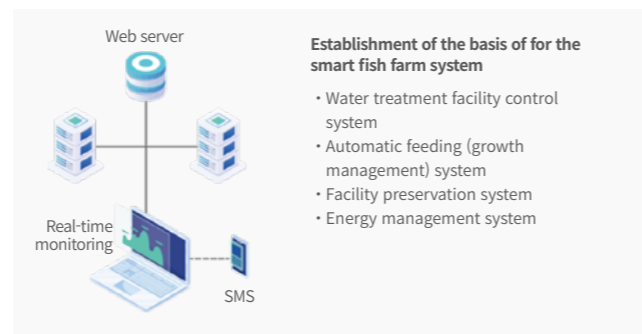 Web server
Real-time
monitoring
SMS
Establishment of the basis of for the
smart fish farm system
・Water treatment facility control
system
・Automatic feeding (growth
management) system
・Facility preservation system
・Energy management system